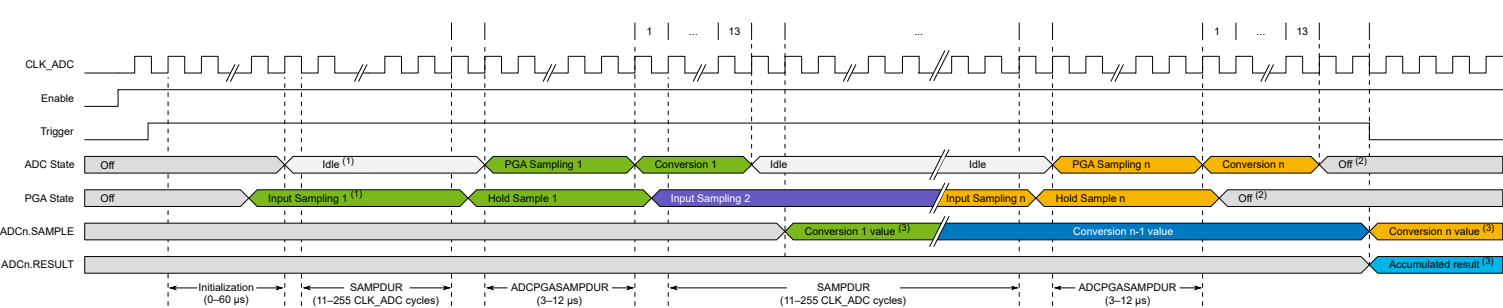 1 ... 13 ... 1 ... 13
CLK_ADC
Enable
Trigger
ADC State Off Idle (1) PGA Sampling 1 Conversion 1 Idle Idle PGA Sampling n Conversion n Off (2)
PGA State Off Input Sampling 1 (1) Hold Sample 1 Input Sampling 2 Input Sampling n Hold Sample n Off (2)
ADCn.SAMPLE Conversion 1 value (3) Conversion n-1 value Conversion n value (3)
ADCn.RESULT Accumulated result (3)
Initialization SAMPDUR ADCPGASAMPDUR SAMPDUR ADCPGASAMPDUR
(0–60 µs) (11–255 CLK_ADC cycles) (3–12 µs) (11–255 CLK_ADC cycles) (3–12 µs)